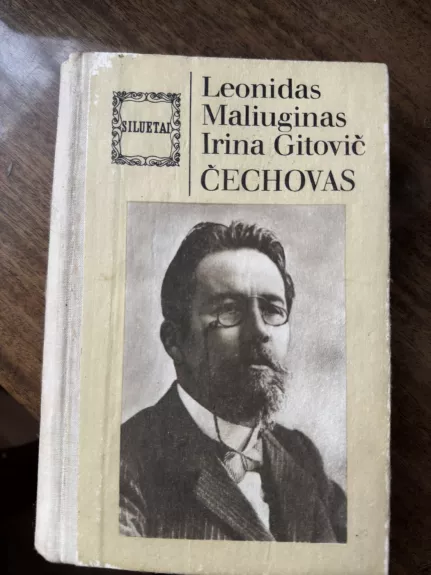 SILUETAI
Leonidas
Maliuginas
Irina Gitovič
ČECHOVAS